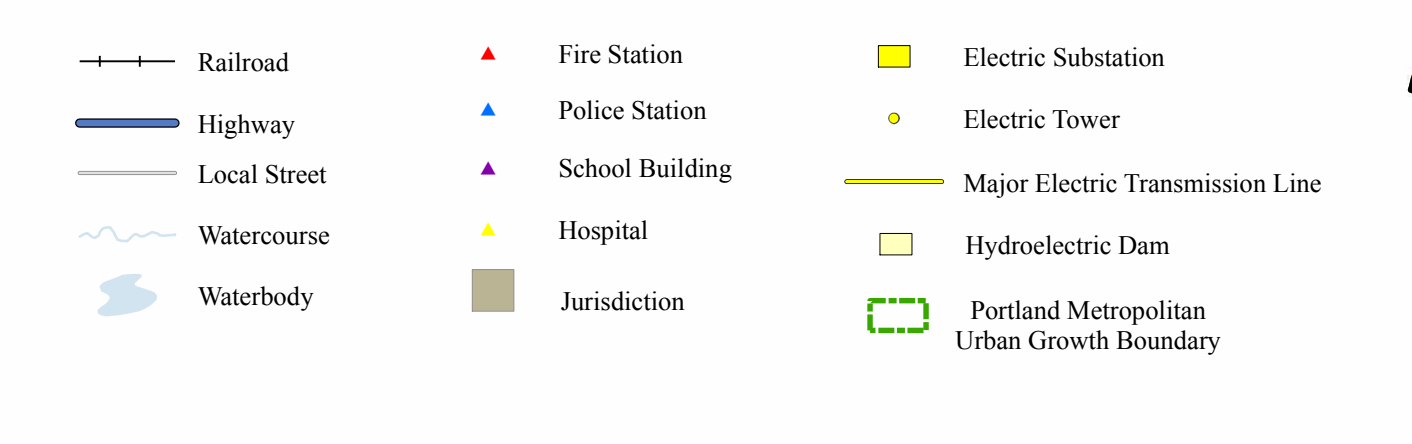 Railroad
Highway
Local Street
Watercourse
Waterbody
Fire Station
Police Station
School Building
Hospital
Jurisdiction
Electric Substation
Electric Tower
Major Electric Transmission Line
Hydroelectric Dam
Portland Metropolitan
Urban Growth Boundary